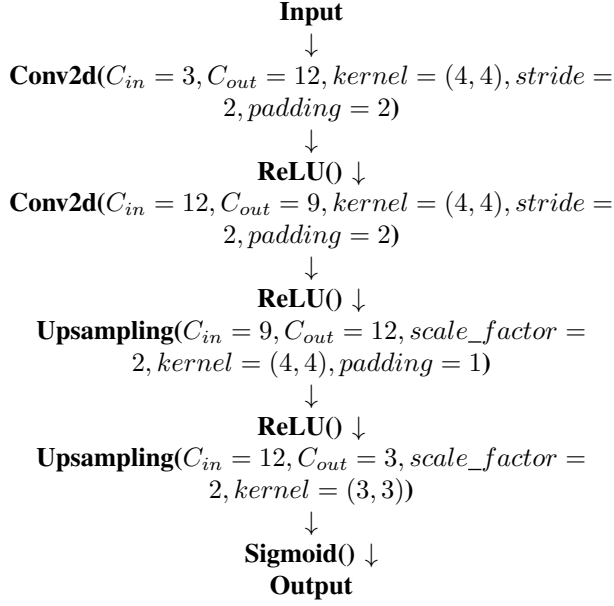 Input
↓
Conv2d(C_in = 3, C_out = 12, kernel = (4, 4), stride =
2, padding = 2)
↓
ReLU() ↓
Conv2d(C_in = 12, C_out = 9, kernel = (4, 4), stride =
2, padding = 2)
↓
ReLU() ↓
Upsampling(C_in = 9, C_out = 12, scale_factor =
2, kernel = (4, 4), padding = 1)
↓
ReLU() ↓
Upsampling(C_in = 12, C_out = 3, scale_factor =
2, kernel = (3, 3))
↓
Sigmoid() ↓
Output